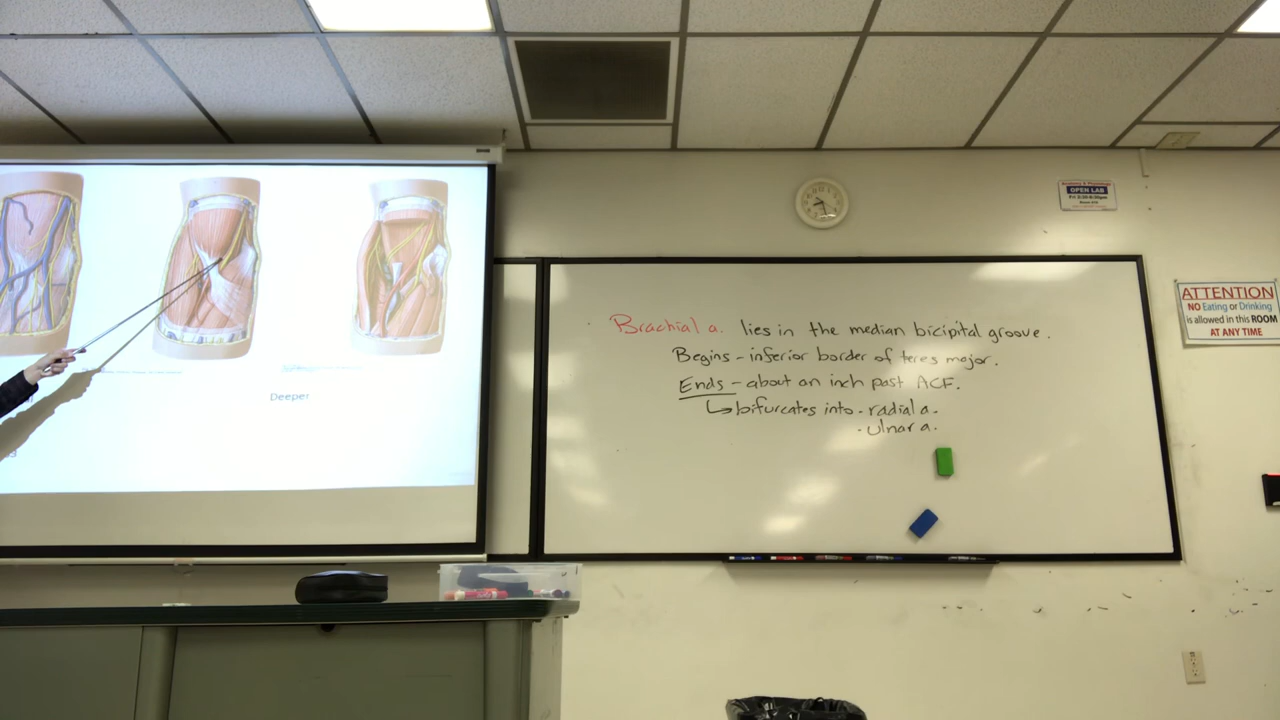 Deeper
Brachial a. lies in the median bicipital groove.
Begins - inferior border of teres major.
Ends - about an inch past ACF.
↳ bifurcates into - radial a.
- ulnar a.
OPEN LAB
ATTENTION
NO Eating or Drinking
is allowed in this ROOM
AT ANY TIME